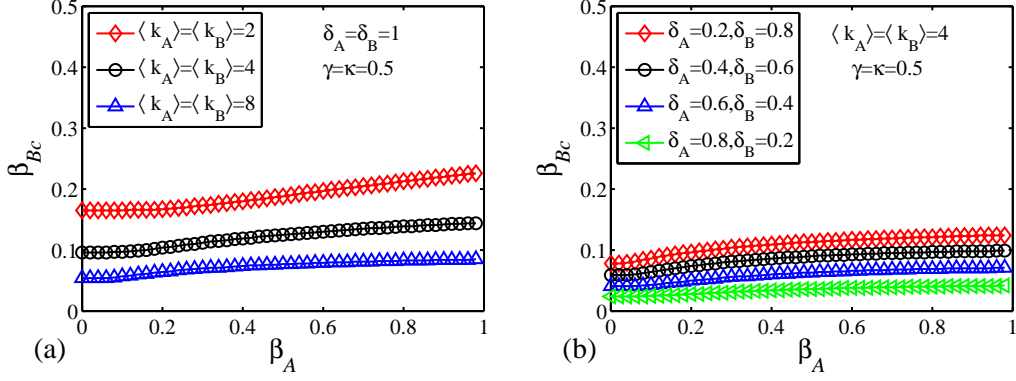 ⟨ k_A⟩=⟨ k_B⟩=2
⟨ k_A⟩=⟨ k_B⟩=4
⟨ k_A⟩=⟨ k_B⟩=8
δ_A=δ_B=1
γ=κ=0.5
0.5
0.4
0.3
0.2
0.1
0
β_Bc
0 0.2 0.4 0.6 0.8 1
(a)
β_A
δ_A=0.2,δ_B=0.8
δ_A=0.4,δ_B=0.6
δ_A=0.6,δ_B=0.4
δ_A=0.8,δ_B=0.2
⟨ k_A⟩=⟨ k_B⟩=4
γ=κ=0.5
0.5
0.4
0.3
0.2
0.1
0
β_Bc
0 0.2 0.4 0.6 0.8 1
(b)
β_A